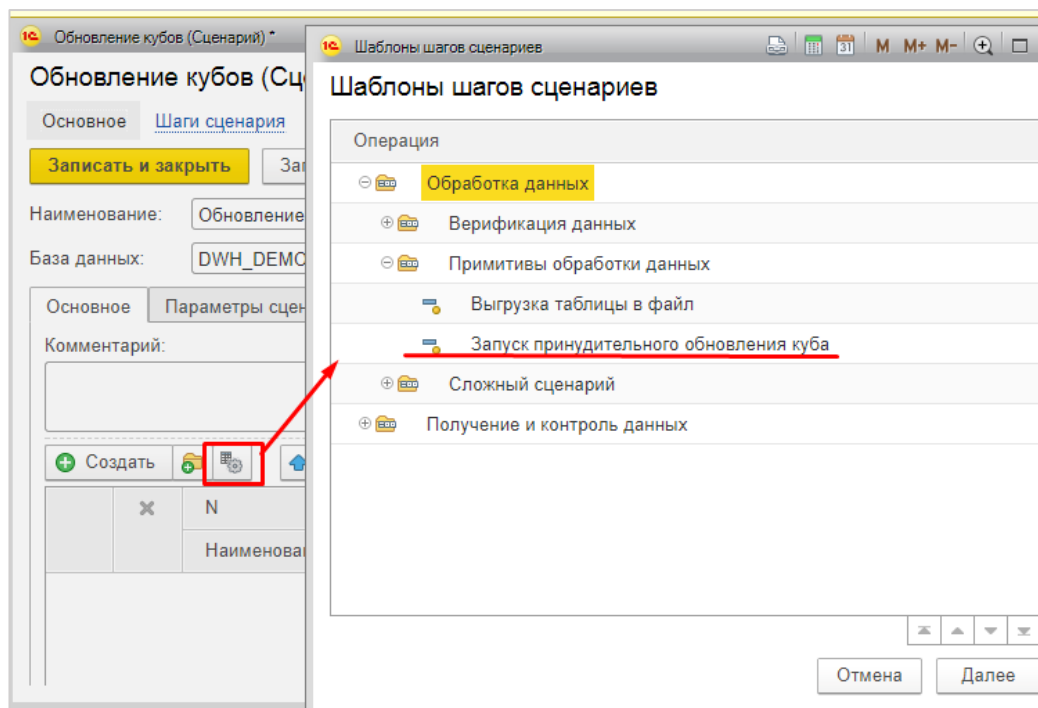 Обновление кубов (Сценарий) *
Обновление кубов (Сц
Основное Шаги сценария
Записать и закрыть За
Наименование: Обновление
База данных: DWH_DEMO
Основное Параметры сцен
Комментарий:
Создать
N
Наименова
Шаблоны шагов сценариев
M M+ M-
Шаблоны шагов сценариев
Операция
Обработка данных
Верификация данных
Примитивы обработки данных
Выгрузка таблицы в файл
Запуск принудительного обновления куба
Сложный сценарий
Получение и контроль данных
Отмена Далее